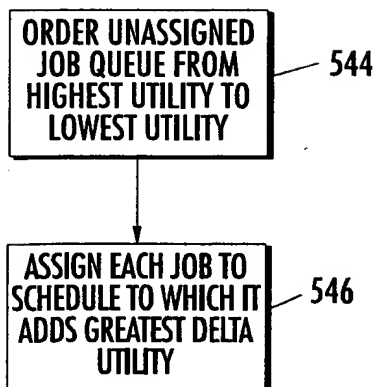 ORDER UNASSIGNED
JOB QUEUE FROM
HIGHEST UTILITY TO
LOWEST UTILITY
544
ASSIGN EACH JOB TO
SCHEDULE TO WHICH IT
ADDS GREATEST DELTA
UTILITY
546